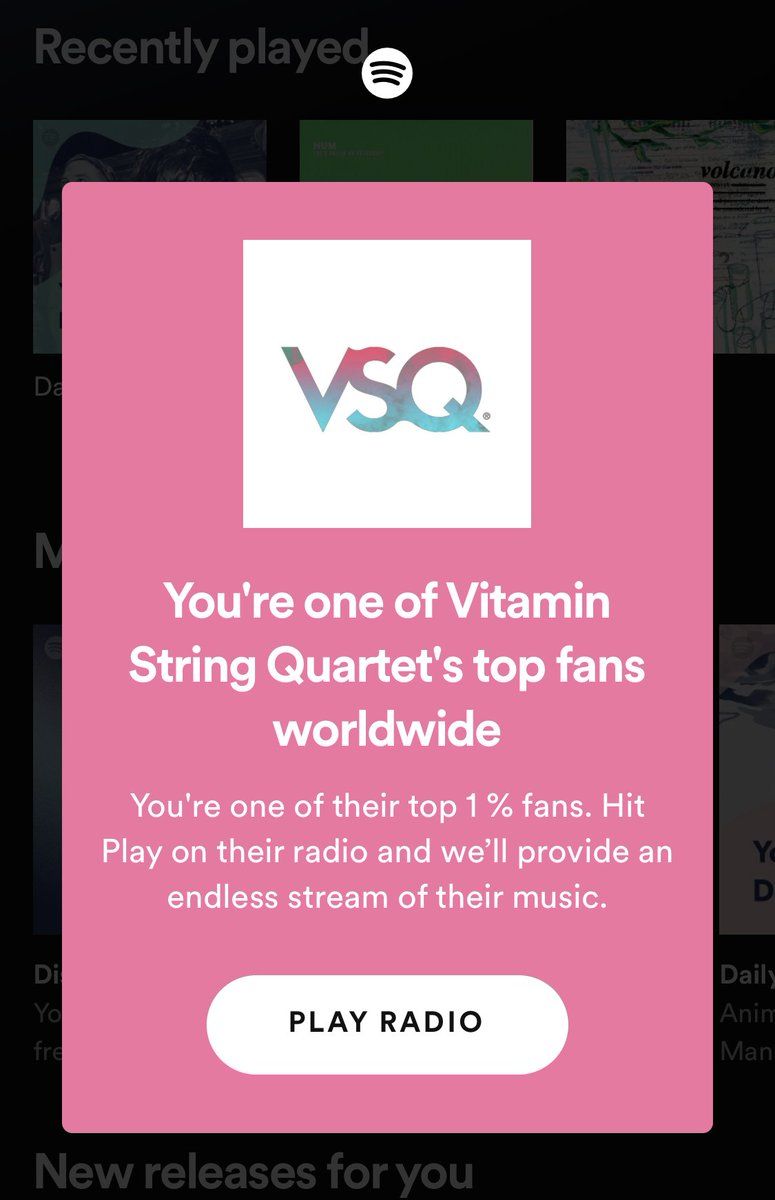 Recently played
HUM
volcano
VSQ®
Da
You're one of Vitamin
String Quartet's top fans
worldwide
You're one of their top 1 % fans. Hit
Play on their radio and we’ll provide an
endless stream of their music.
PLAY RADIO
M
Yo
D
Dis
Yo
fre
Daily
Anim
Man
New releases for you